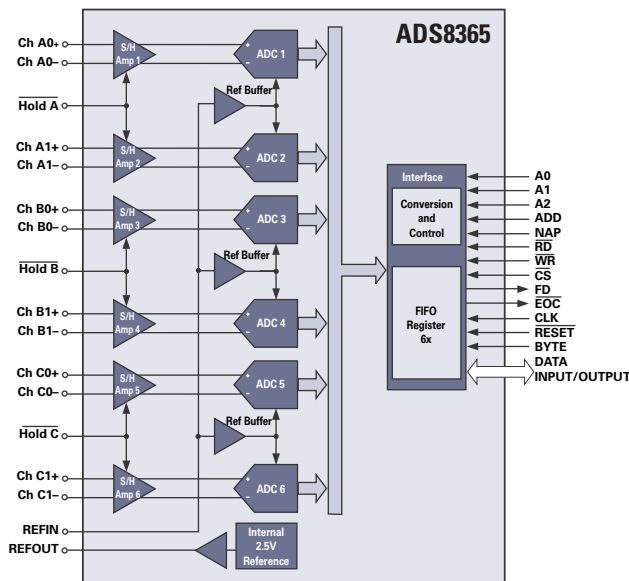 ADS8365
Ch A0+
Ch A0–
Hold A
Ch A1+
Ch A1–
Ch B0+
Ch B0–
Hold B
Ch B1+
Ch B1–
Ch C0+
Ch C0–
Hold C
Ch C1+
Ch C1–
REFIN
REFOUT
S/H
Amp 1
S/H
Amp 2
S/H
Amp 3
S/H
Amp 4
S/H
Amp 5
S/H
Amp 6
+
–
ADC 1
Ref Buffer
+
–
ADC 2
+
–
ADC 3
Ref Buffer
+
–
ADC 4
+
–
ADC 5
Ref Buffer
+
–
ADC 6
Internal
2.5V
Reference
Interface
Conversion
and
Control
FIFO
Register
6x
A0
A1
A2
ADD
NAP
RD
WR
CS
FD
EOC
CLK
RESET
BYTE
DATA
INPUT/OUTPUT